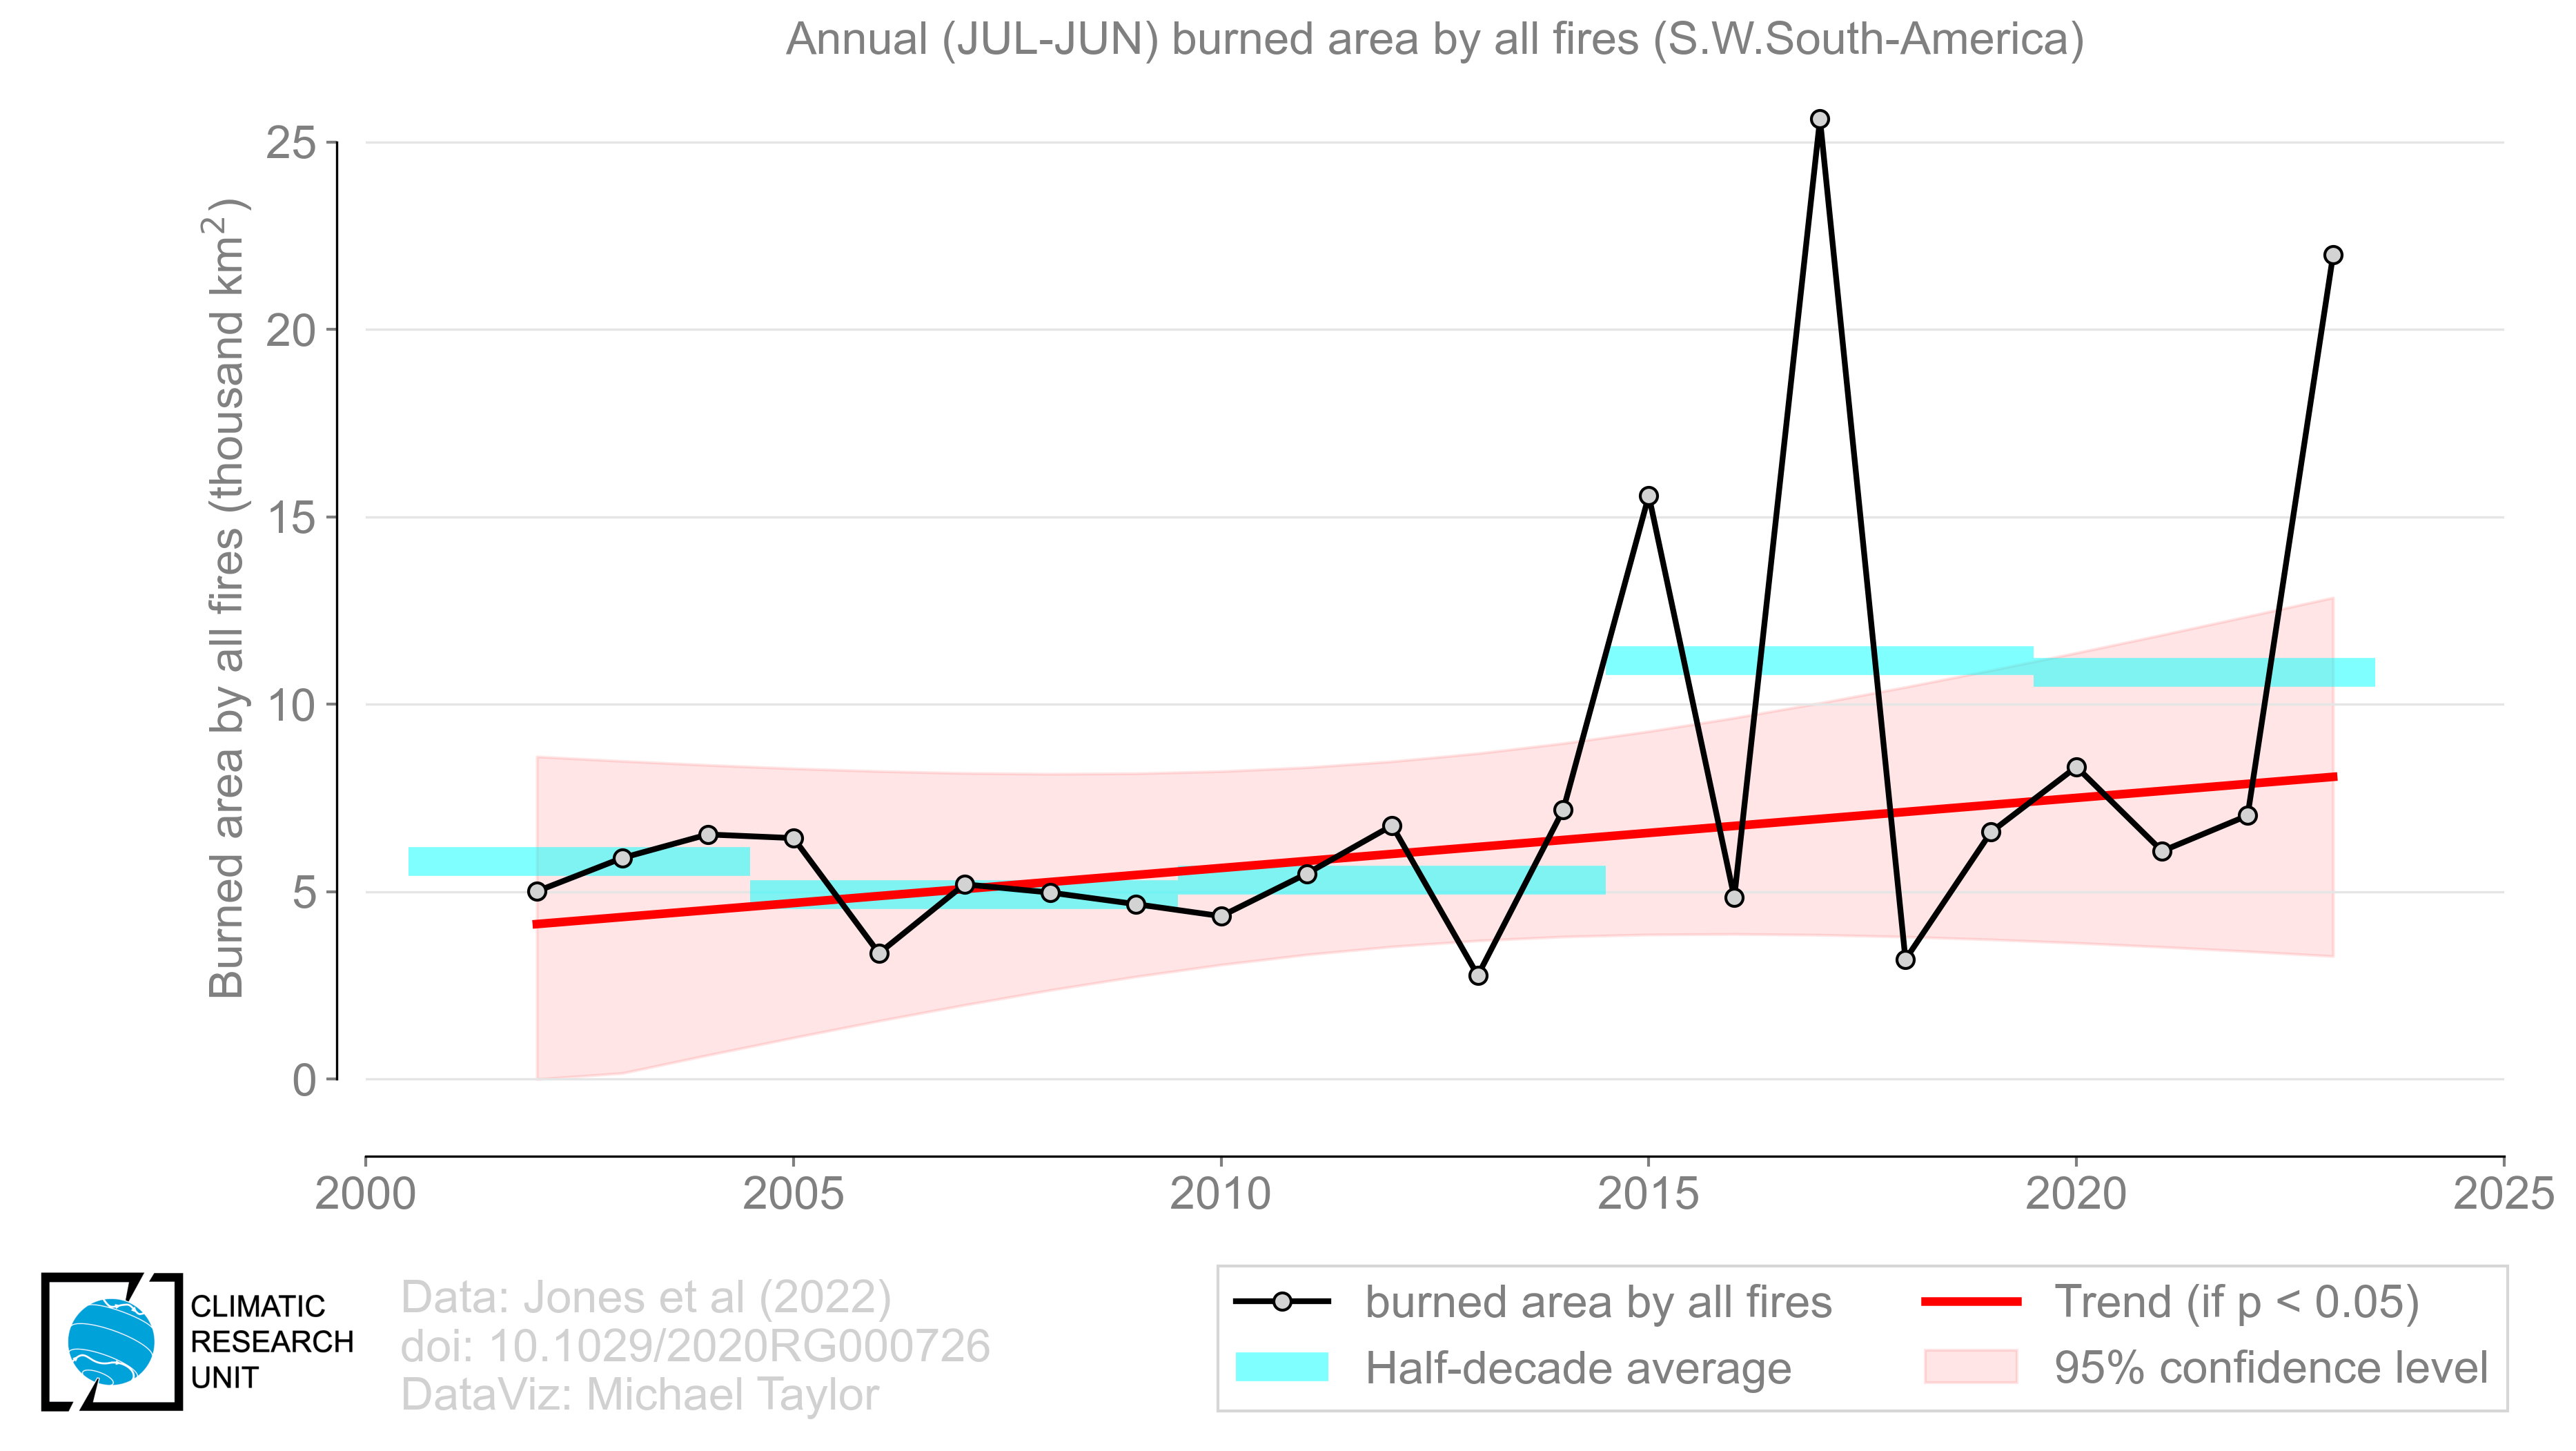 Annual (JUL-JUN) burned area by all fires (S.W.South-America)
Burned area by all fires (thousand km²)
25
20
15
10
5
0
2000 2005 2010 2015 2020 2025
CLIMATIC
RESEARCH
UNIT
Data: Jones et al (2022)
doi: 10.1029/2020RG000726
DataViz: Michael Taylor
burned area by all fires
Half-decade average
Trend (if p < 0.05)
95% confidence level